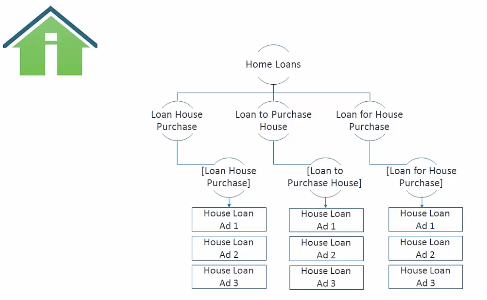 Home Loans
Loan House
Purchase
Loan to Purchase
House
Loan for House
Purchase
[Loan House
Purchase]
[Loan to
Purchase House]
[Loan for House
Purchase]
House Loan
Ad 1
House Loan
Ad 2
House Loan
Ad 3
House Loan
Ad 1
House Loan
Ad 2
House Loan
Ad 3
House Loan
Ad 1
House Loan
Ad 2
House Loan
Ad 3